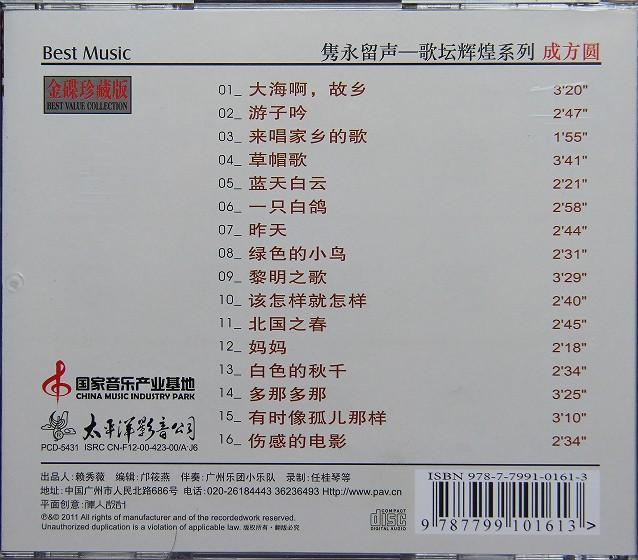 Best Music
隽永留声—歌坛辉煌系列 成方圆
金碟珍藏版
BEST VALUE COLLECTION
01_ 大海啊，故乡 3'20"
02_ 游子吟 2'47"
03_ 来唱家乡的歌 1'55"
04_ 草帽歌 3'41"
05_ 蓝天白云 2'21"
06_ 一只白鸽 2'58"
07_ 昨天 2'44"
08_ 绿色的小鸟 2'31"
09_ 黎明之歌 3'29"
10_ 该怎样就怎样 2'40"
11_ 北国之春 2'45"
12_ 妈妈 2'18"
13_ 白色的秋千 2'34"
14_ 多那多那 3'25"
15_ 有时像孤儿那样 3'10"
16_ 伤感的电影 2'34"
国家音乐产业基地
CHINA MUSIC INDUSTRY PARK
太平洋影音公司
PCD-5431 ISRC CN-F12-00-423-00/A·J6
出品人：赖秀薇 编辑：邝筱燕 伴奏：广州乐团小乐队 录制：任桂琴等
地址：中国广州市人民北路686号 电话：020-26184443 36236493 Http://www.pav.cn
平面创意：陳人設計
℗&© 2011 All rights of manufacturer and of the recordedwork reserved.
Unauthorized duplication is a violation of applicable law. 版权所有・翻版必究
COMPACT
disc
DIGITAL AUDIO
ISBN 978-7-7991-0161-3
9 787799 101613 >